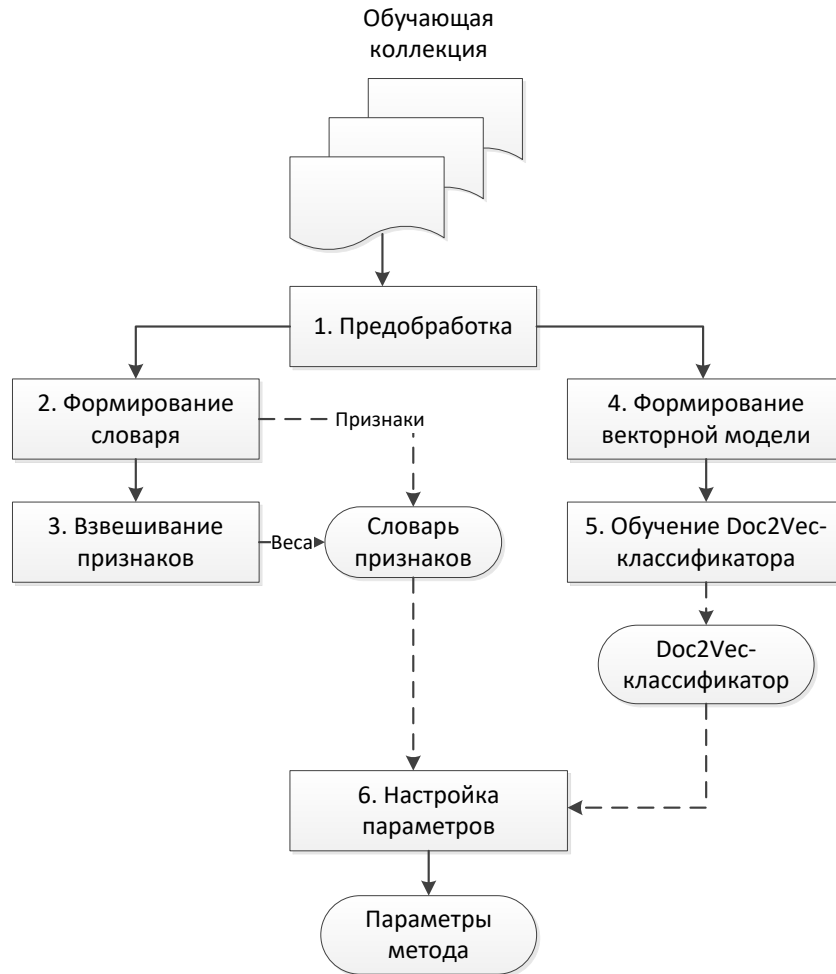 Обучающая
коллекция
1. Предобработка
2. Формирование
словаря
Признаки
4. Формирование
векторной модели
3. Взвешивание
признаков
Веса
Словарь
признаков
5. Обучение Doc2Vec-
классификатора
Doc2Vec-
классификатор
6. Настройка
параметров
Параметры
метода